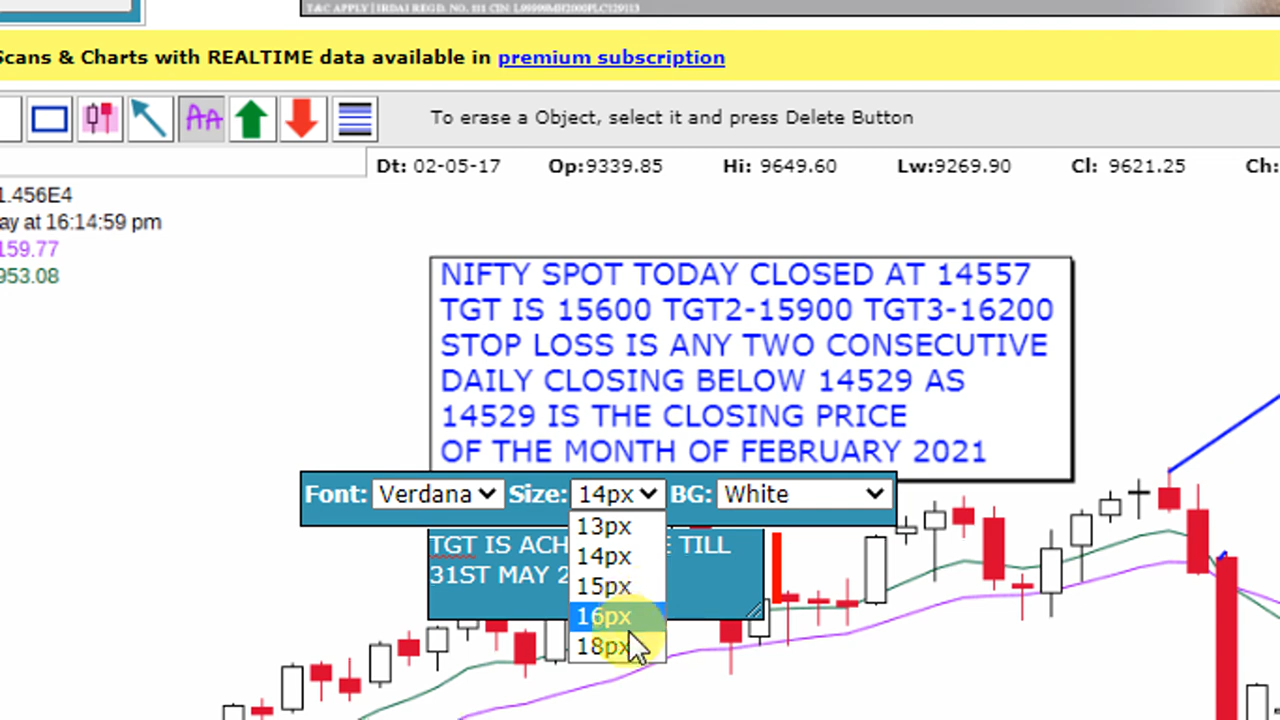 T&C APPLY | IRDAI REGD. NO. 111 CIN: L99999MH2000PLC129113
Scans & Charts with REALTIME data available in premium subscription
AA To erase a Object, select it and press Delete Button
Dt: 02-05-17 Op:9339.85 Hi: 9649.60 Lw:9269.90 Cl: 9621.25 Ch:
1.456E4
ay at 16:14:59 pm
159.77
953.08
NIFTY SPOT TODAY CLOSED AT 14557
TGT IS 15600 TGT2-15900 TGT3-16200
STOP LOSS IS ANY TWO CONSECUTIVE
DAILY CLOSING BELOW 14529 AS
14529 IS THE CLOSING PRICE
OF THE MONTH OF FEBRUARY 2021
Font: Verdana Size: 14px BG: White
13px
14px
15px
16px
18px
TGT IS ACH E TILL
31ST MAY 2